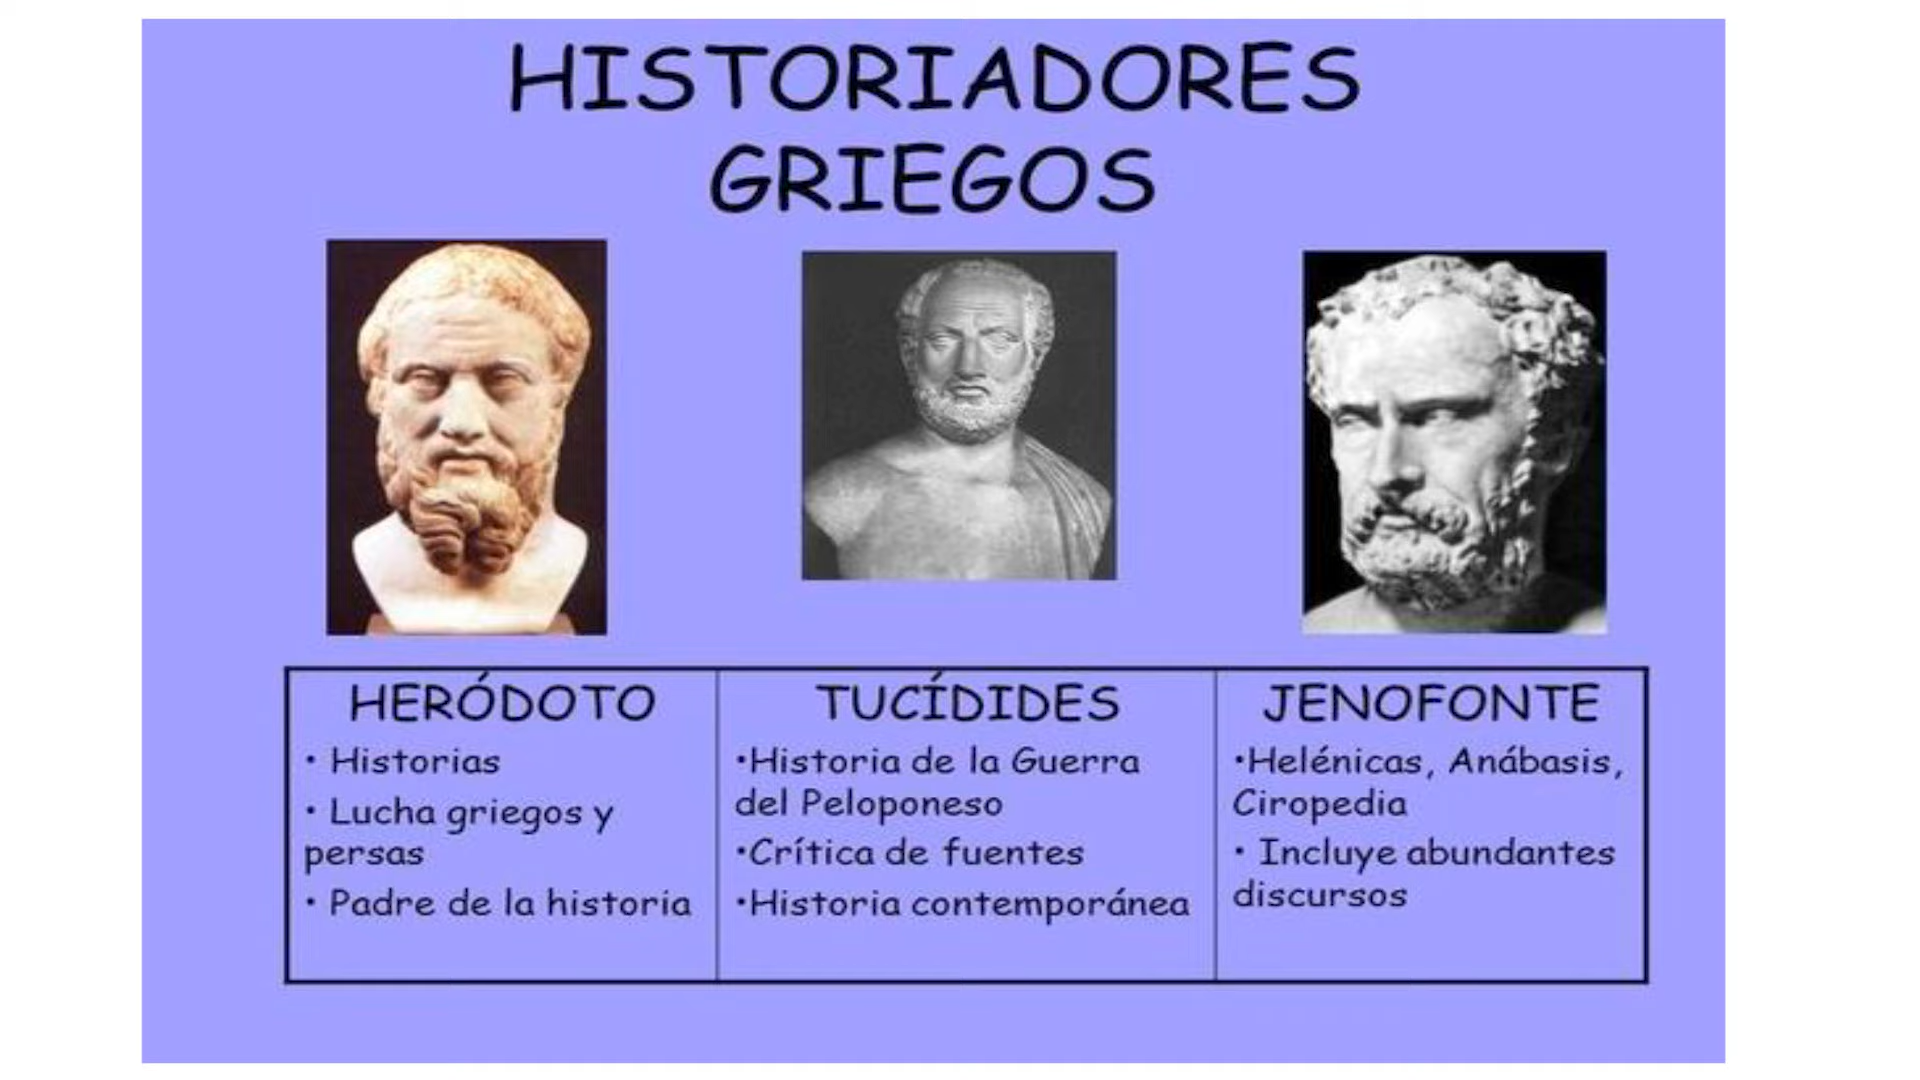 HISTORIADORES
GRIEGOS
HERÓDOTO
• Historias
• Lucha griegos y
persas
• Padre de la historia
TUCÍDIDES
•Historia de la Guerra
del Peloponeso
•Crítica de fuentes
•Historia contemporánea
JENOFONTE
•Helénicas, Anábasis,
Ciropedia
• Incluye abundantes
discursos